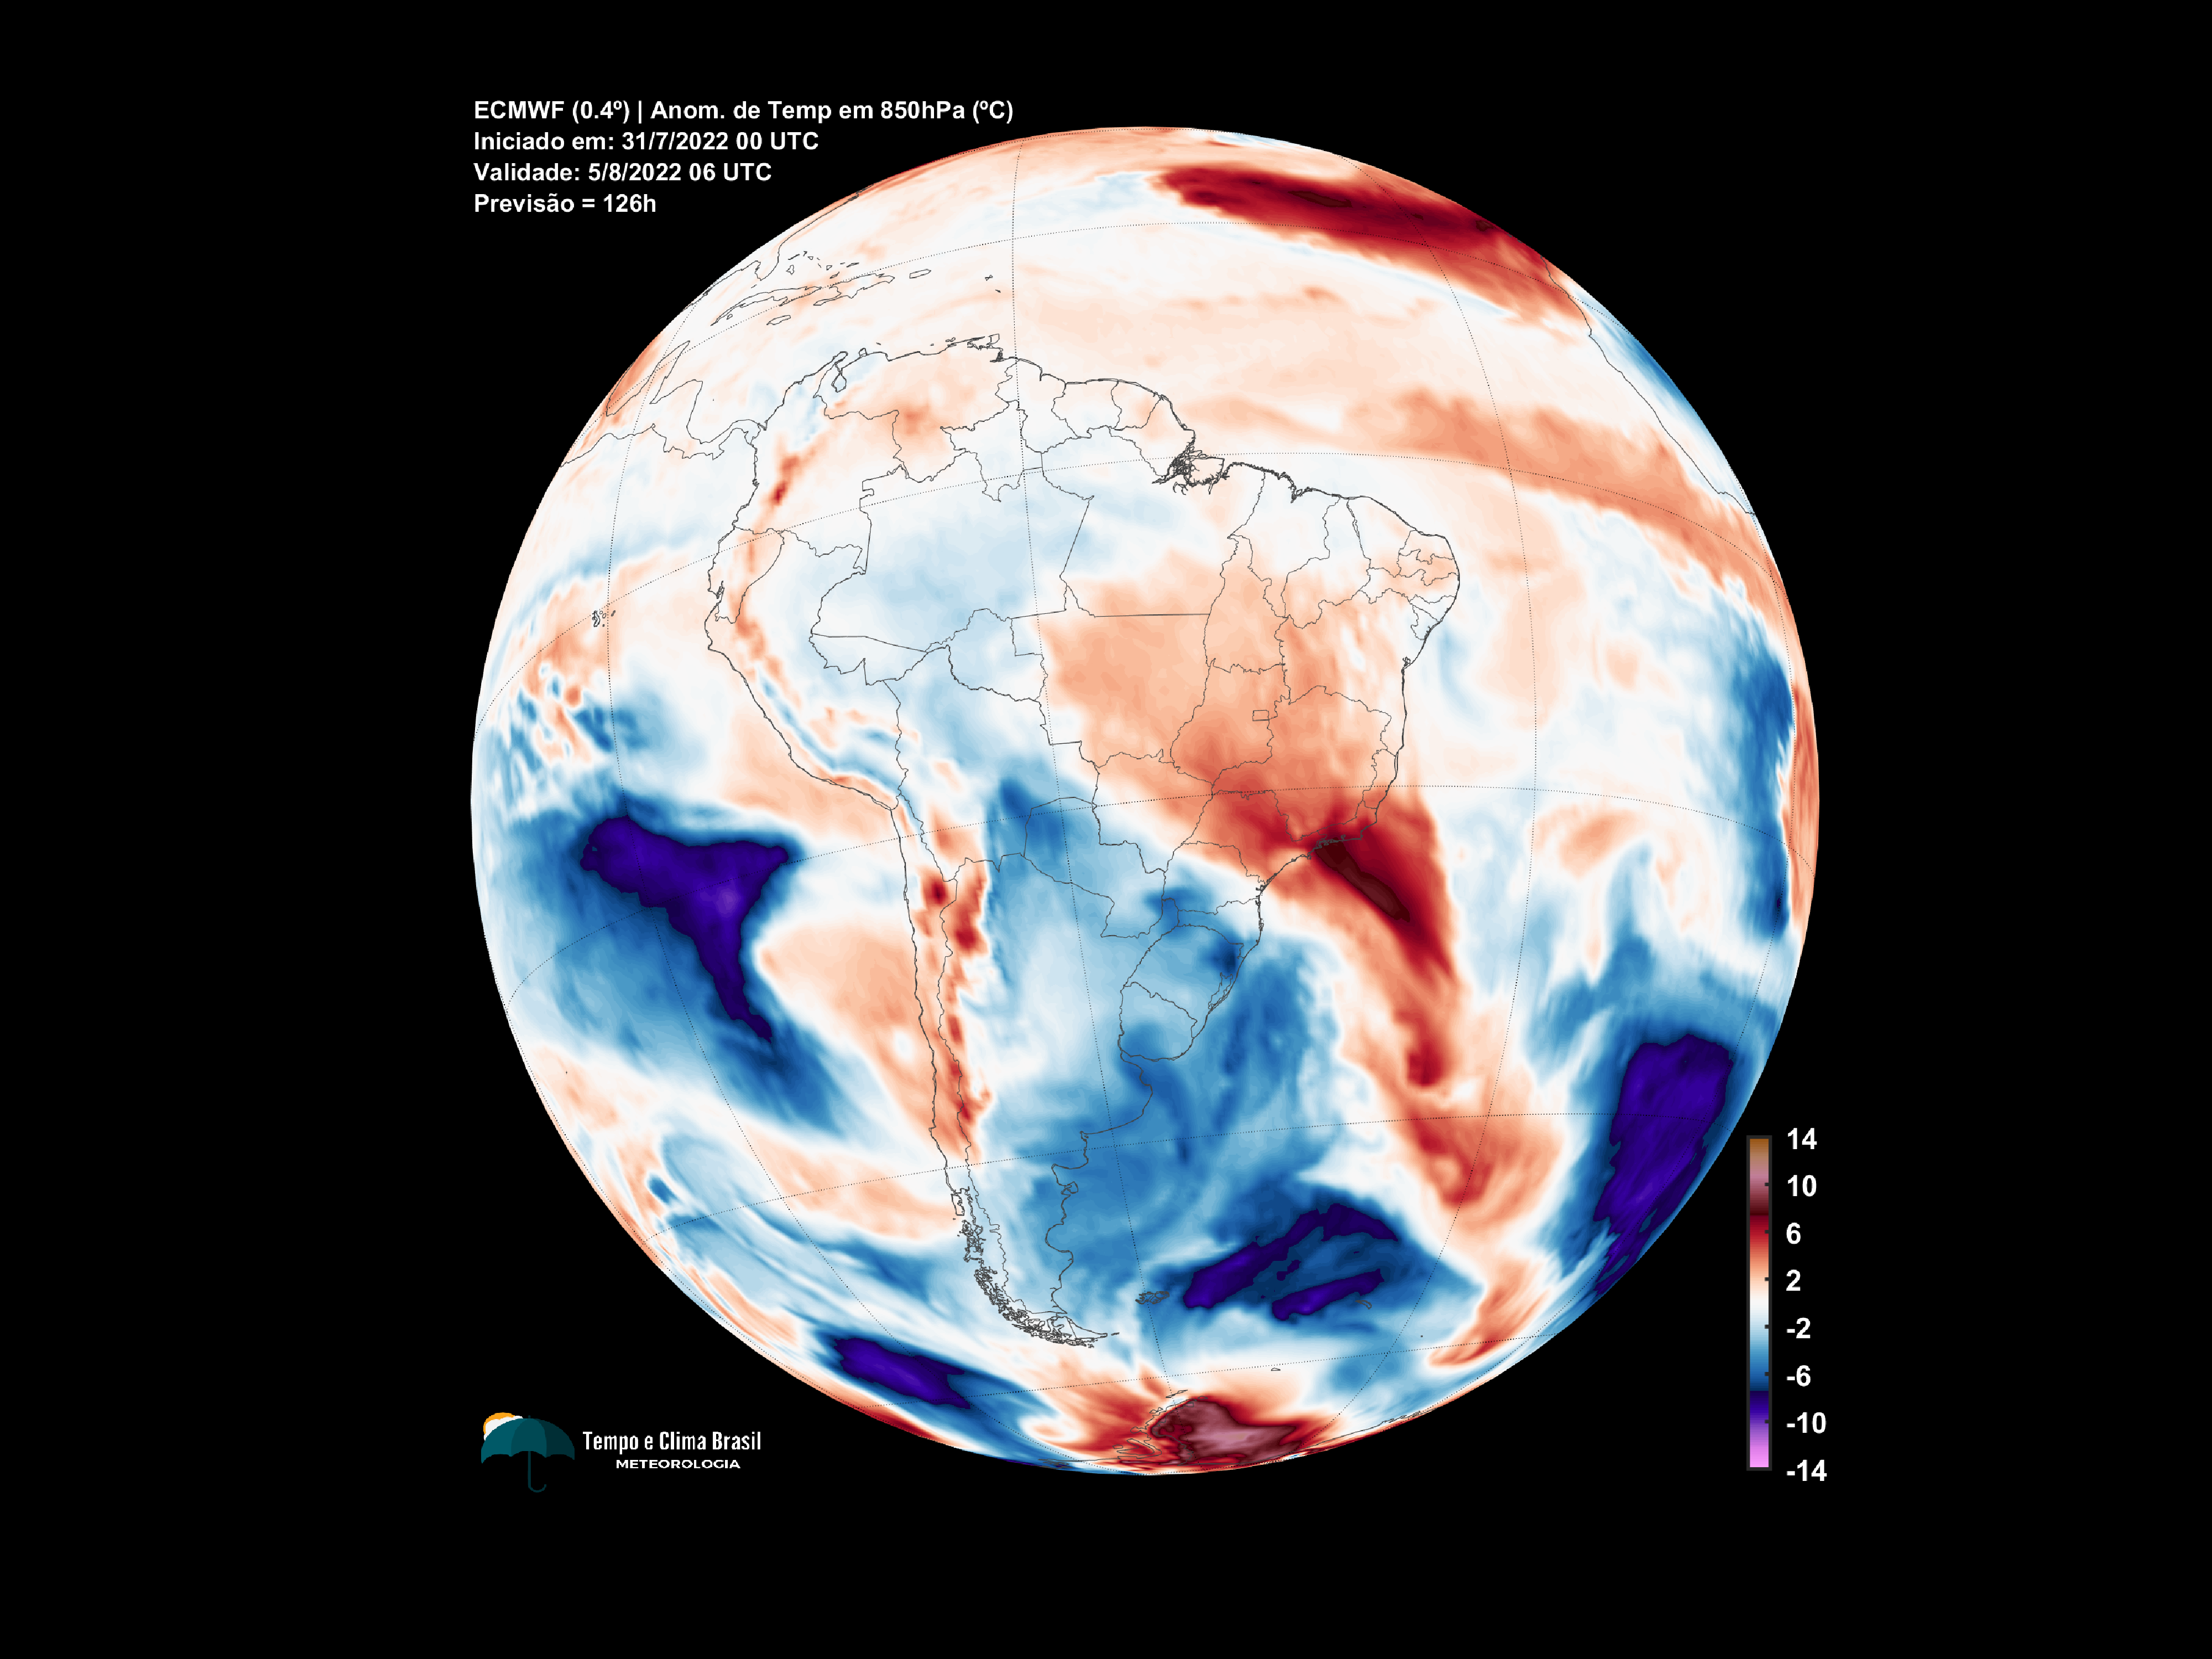 ECMWF (0.4º) | Anom. de Temp em 850hPa (ºC)
Iniciado em: 31/7/2022 00 UTC
Validade: 5/8/2022 06 UTC
Previsão = 126h
14
10
6
2
-2
-6
-10
-14
Tempo e Clima Brasil
METEOROLOGIA